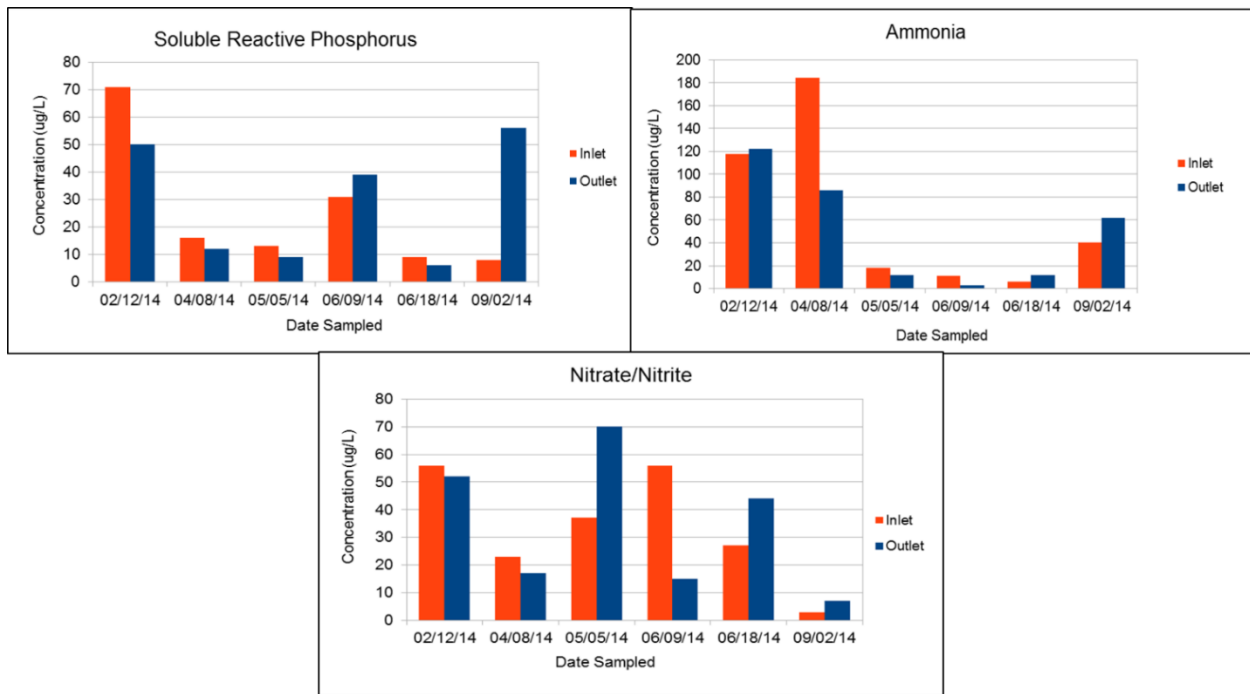 Soluble Reactive Phosphorus
80
70
60
50
40
30
20
10
0
Concentration (ug/L)
02/12/14 04/08/14 05/05/14 06/09/14 06/18/14 09/02/14
Date Sampled
Inlet
Outlet
Ammonia
200
180
160
140
120
100
80
60
40
20
0
Concentration (ug/L)
02/12/14 04/08/14 05/05/14 06/09/14 06/18/14 09/02/14
Date Sampled
Inlet
Outlet
Nitrate/Nitrite
80
70
60
50
40
30
20
10
0
Concentration (ug/L)
02/12/14 04/08/14 05/05/14 06/09/14 06/18/14 09/02/14
Date Sampled
Inlet
Outlet